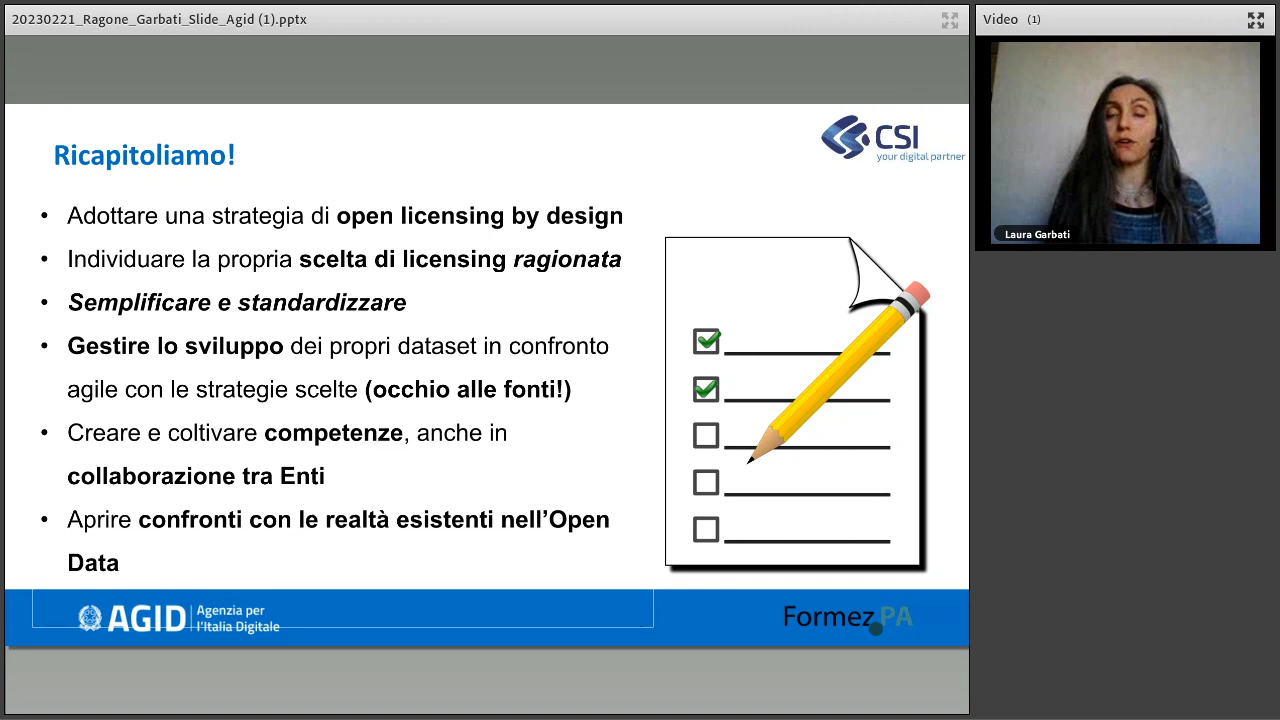 20230221_Ragone_Garbati_Slide_Agid (1).pptx
Video (1)
Laura Garbati
CSI
your digital partner
Ricapitoliamo!
• Adottare una strategia di open licensing by design
• Individuare la propria scelta di licensing ragionata
• Semplificare e standardizzare
• Gestire lo sviluppo dei propri dataset in confronto
agile con le strategie scelte (occhio alle fonti!)
• Creare e coltivare competenze, anche in
collaborazione tra Enti
• Aprire confronti con le realtà esistenti nell’Open
Data
AGID
Agenzia per
l’Italia Digitale
Formez PA